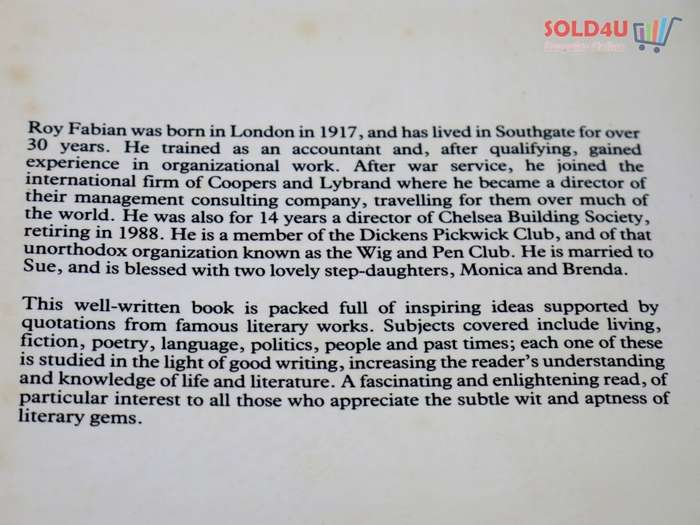 SOLD4U
Roy Fabian was born in London in 1917, and has lived in Southgate for over
30 years. He trained as an accountant and, after qualifying, gained
experience in organizational work. After war service, he joined the
international firm of Coopers and Lybrand where he became a director of
their management consulting company, travelling for them over much of
the world. He was also for 14 years a director of Chelsea Building Society,
retiring in 1988. He is a member of the Dickens Pickwick Club, and of that
unorthodox organization known as the Wig and Pen Club. He is married to
Sue, and is blessed with two lovely step-daughters, Monica and Brenda.
This well-written book is packed full of inspiring ideas supported by
quotations from famous literary works. Subjects covered include living,
fiction, poetry, language, politics, people and past times; each one of these
is studied in the light of good writing, increasing the reader's understanding
and knowledge of life and literature. A fascinating and enlightening read, of
particular interest to all those who appreciate the subtle wit and aptness of
literary gems.